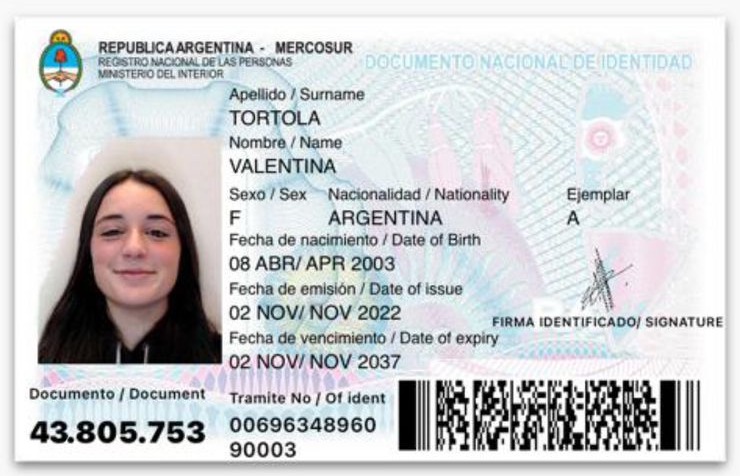 REPUBLICA ARGENTINA - MERCOSUR
REGISTRO NACIONAL DE LAS PERSONAS
MINISTERIO DEL INTERIOR
DOCUMENTO NACIONAL DE IDENTIDAD
Apellido / Surname
TORTOLA
Nombre / Name
VALENTINA
Sexo / Sex Nacionalidad / Nationality Ejemplar
F ARGENTINA A
Fecha de nacimiento / Date of Birth
08 ABR/ APR 2003
Fecha de emisión / Date of issue
02 NOV/ NOV 2022
FIRMA IDENTIFICADO/ SIGNATURE
Fecha de vencimiento / Date of expiry
02 NOV/ NOV 2037
Documento / Document
43.805.753
Tramite No / Of ident
00696348960
90003